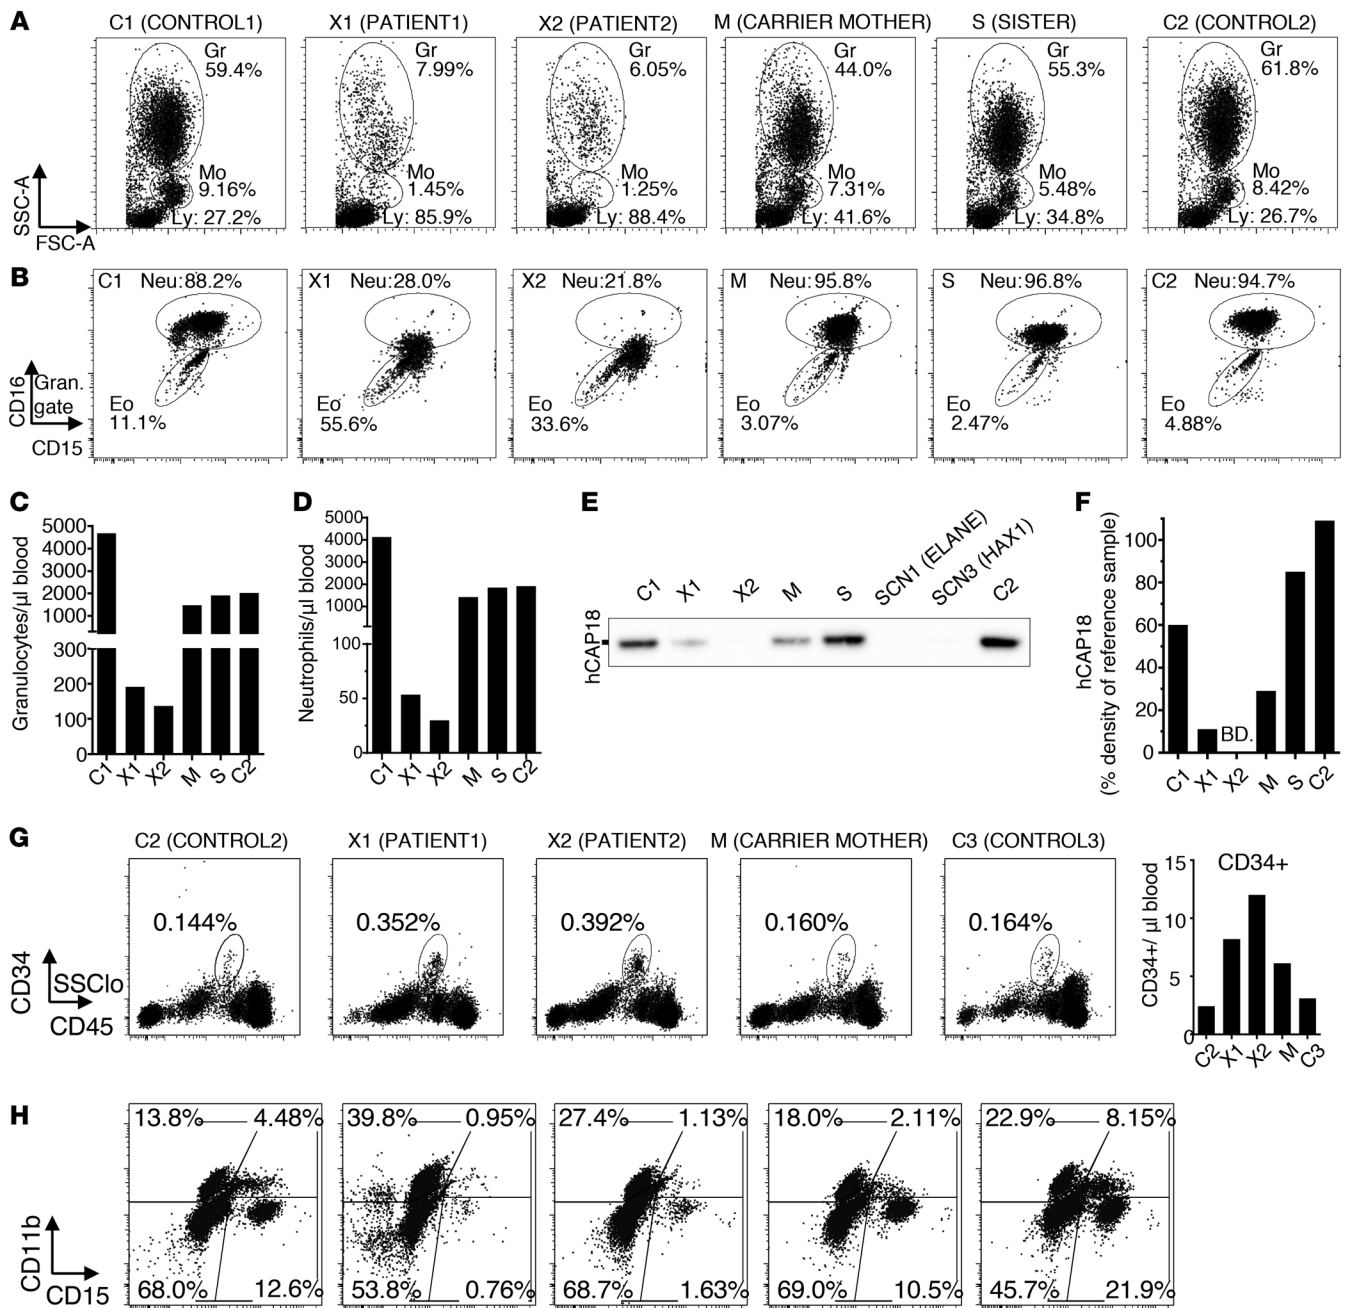 A
C1 (CONTROL1)
X1 (PATIENT1)
X2 (PATIENT2)
M (CARRIER MOTHER)
S (SISTER)
C2 (CONTROL2)
Gr
59.4%
Mo
9.16%
Ly: 27.2%
Gr
7.99%
Mo
1.45%
Ly: 85.9%
Gr
6.05%
Mo
1.25%
Ly: 88.4%
Gr
44.0%
Mo
7.31%
Ly: 41.6%
Gr
55.3%
Mo
5.48%
Ly: 34.8%
Gr
61.8%
Mo
8.42%
Ly: 26.7%
SSC-A
FSC-A
B
C1 Neu:88.2%
Eo
11.1%
X1 Neu:28.0%
Eo
55.6%
X2 Neu:21.8%
Eo
33.6%
M Neu:95.8%
Eo
3.07%
S Neu:96.8%
Eo
2.47%
C2 Neu:94.7%
Eo
4.88%
CD16
Gran.
gate
CD15
C
Granulocytes/µl blood
5000
4000
3000
2000
1000
300
200
100
0
C1
X1
X2
M
S
C2
D
Neutrophils/µl blood
5000
4000
3000
2000
1000
100
50
0
C1
X1
X2
M
S
C2
E
C1
X1
X2
M
S
SCN1 (ELANE)
SCN3 (HAX1)
C2
hCAP18
F
hCAP18
(% density of reference sample)
100
80
60
40
20
0
BD.
C1
X1
X2
M
S
C2
G
C2 (CONTROL2)
X1 (PATIENT1)
X2 (PATIENT2)
M (CARRIER MOTHER)
C3 (CONTROL3)
0.144%
0.352%
0.392%
0.160%
0.164%
CD34
SSClo
CD45
CD34+
CD34+/ µl blood
15
10
5
0
C2
X1
X2
M
C3
H
13.8% 4.48%
68.0% 12.6%
39.8% 0.95%
53.8% 0.76%
27.4% 1.13%
68.7% 1.63%
18.0% 2.11%
69.0% 10.5%
22.9% 8.15%
45.7% 21.9%
CD11b
CD15